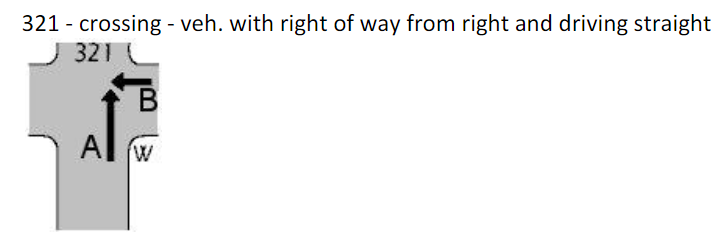 321 - crossing - veh. with right of way from right and driving straight
321
B
A W